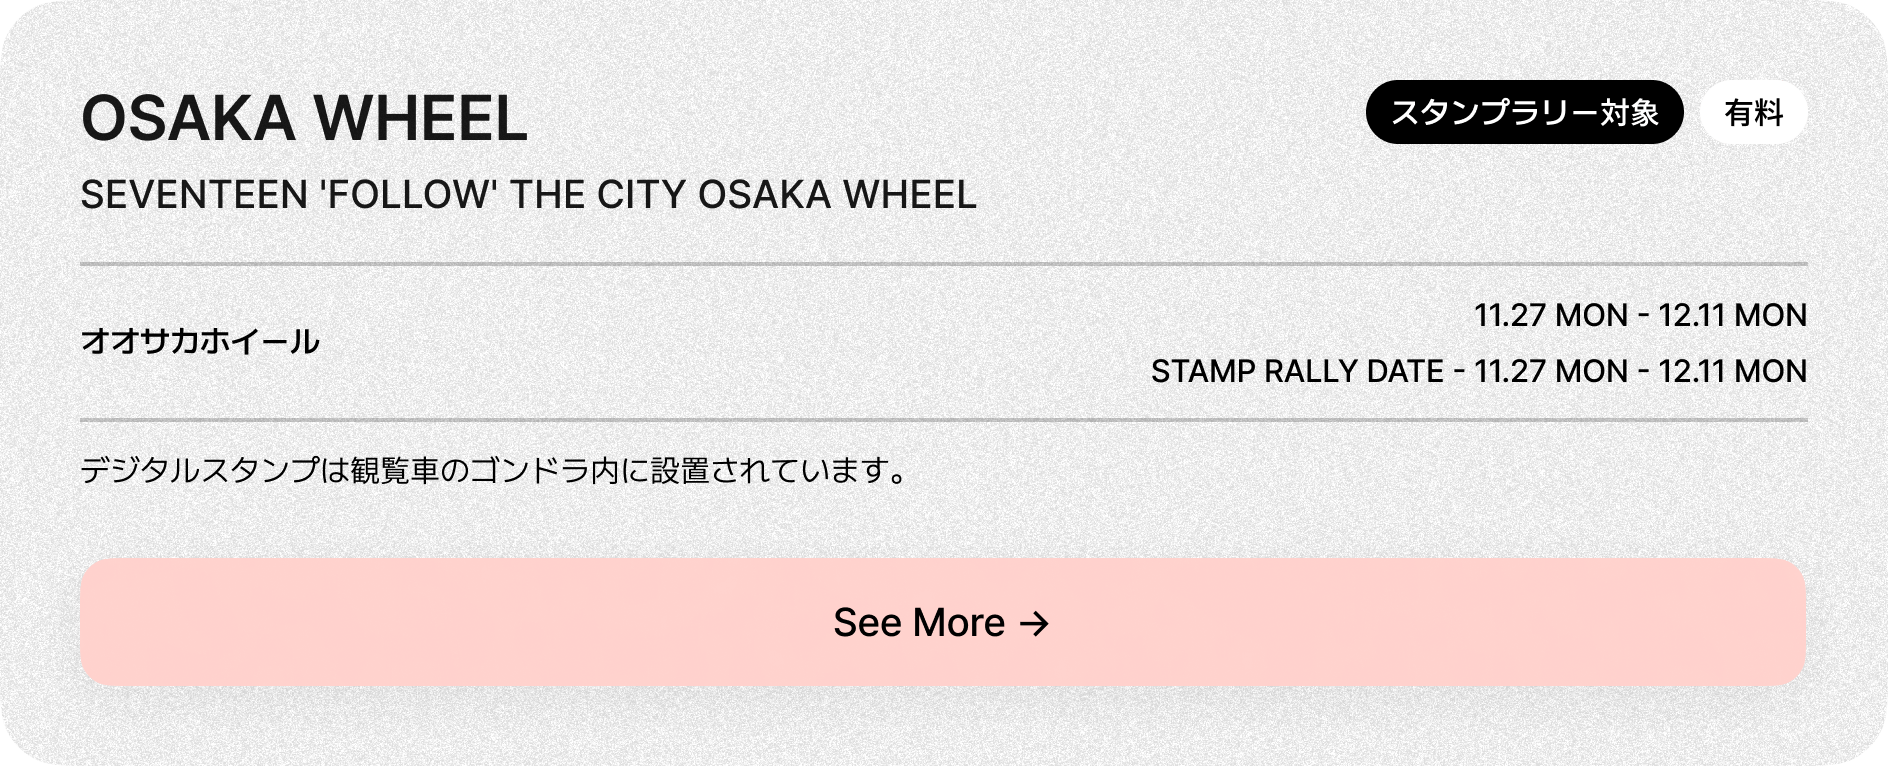 OSAKA WHEEL
スタンプラリー対象
有料
SEVENTEEN 'FOLLOW' THE CITY OSAKA WHEEL
オオサカホイール
11.27 MON - 12.11 MON
STAMP RALLY DATE - 11.27 MON - 12.11 MON
デジタルスタンプは観覧車のゴンドラ内に設置されています。
See More →